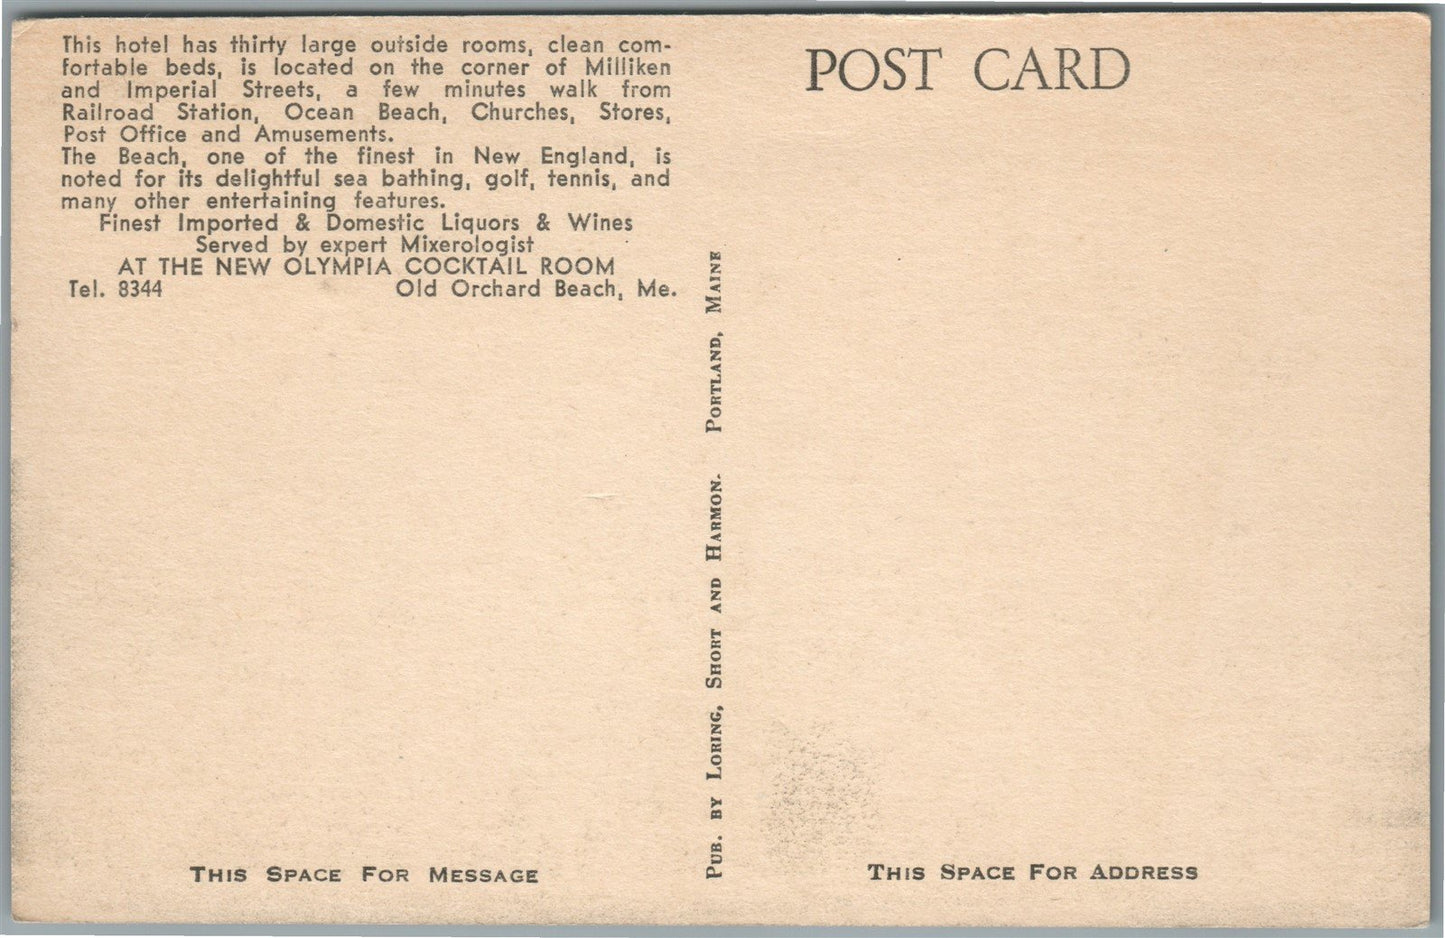 This hotel has thirty large outside rooms, clean com-
fortable beds, is located on the corner of Milliken
and Imperial Streets, a few minutes walk from
Railroad Station, Ocean Beach, Churches, Stores,
Post Office and Amusements.
The Beach, one of the finest in New England, is
noted for its delightful sea bathing, golf, tennis, and
many other entertaining features.
Finest Imported & Domestic Liquors & Wines
Served by expert Mixerologist
AT THE NEW OLYMPIA COCKTAIL ROOM
Tel. 8344 Old Orchard Beach, Me.
THIS SPACE FOR MESSAGE
PUB. BY LORING, SHORT AND HARMON. PORTLAND, MAINE
POST CARD
THIS SPACE FOR ADDRESS